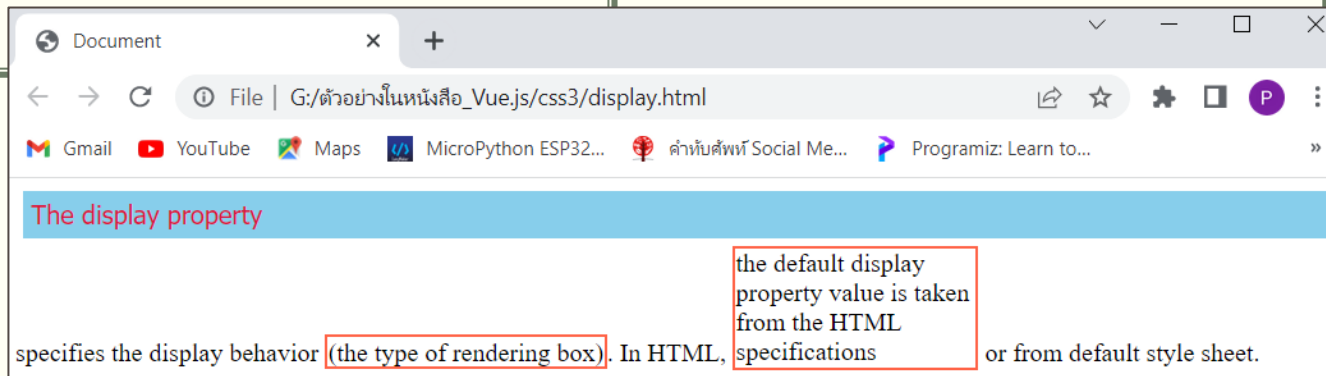 Document
File | G:/ตัวอย่างในหนังสือ_Vue.js/css3/display.html
P
Gmail YouTube Maps MicroPython ESP32... คำทับศัพท์ Social Me... Programiz: Learn to... »
The display property
the default display
property value is taken
from the HTML
specifies the display behavior (the type of rendering box). In HTML, specifications or from default style sheet.